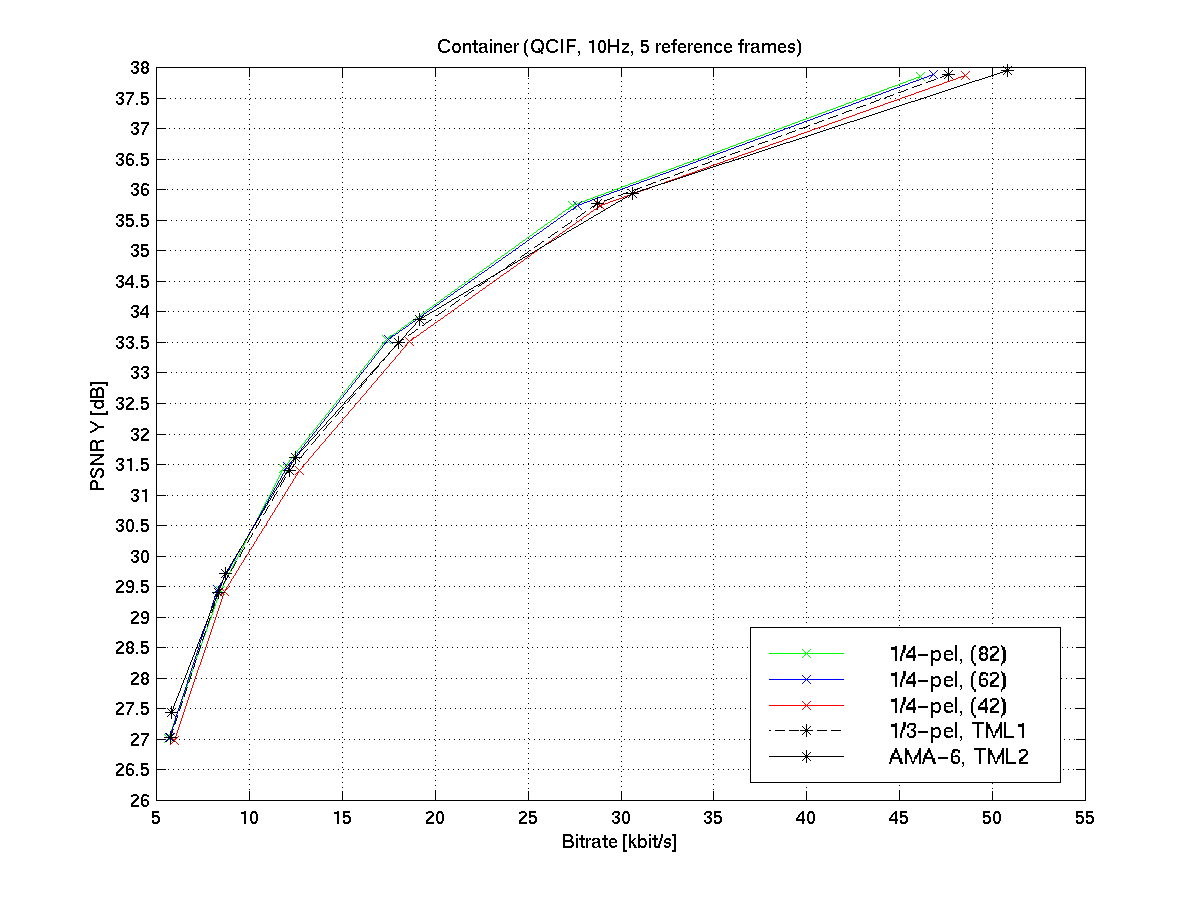 Container (QCIF, 10Hz, 5 reference frames)
38
37.5
37
36.5
36
35.5
35
34.5
34
33.5
33
32.5
32
31.5
31
30.5
30
29.5
29
28.5
28
27.5
27
26.5
26
PSNR Y [dB]
1/4-pel, (82)
1/4-pel, (62)
1/4-pel, (42)
1/3-pel, TML1
AMA-6, TML2
5 10 15 20 25 30 35 40 45 50 55
Bitrate [kbit/s]